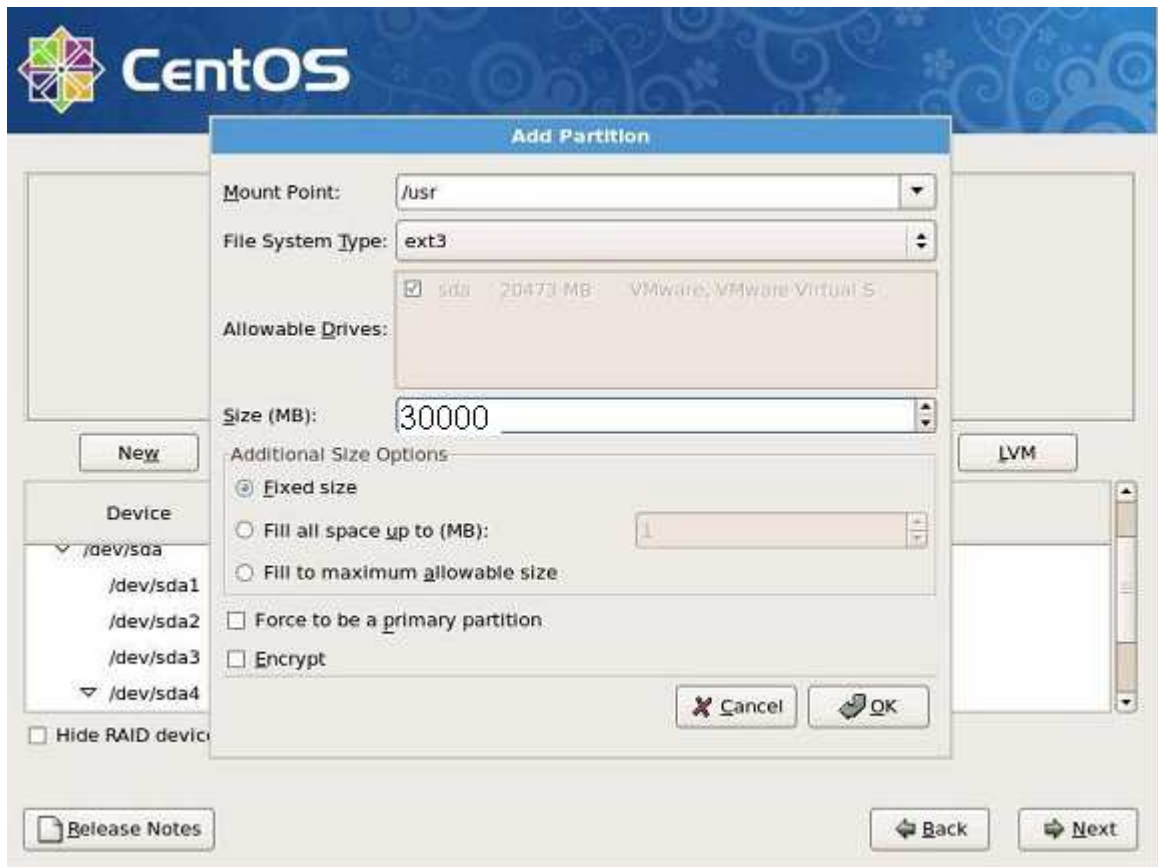 CentOS
Add Partition
Mount Point: /usr
File System Type: ext3
sda 20473 MB VMware, VMware Virtual S
Allowable Drives:
Size (MB): 30000
New
LVM
Additional Size Options
Fixed size
Device
Fill all space up to (MB): 1
/dev/sda
Fill to maximum allowable size
/dev/sda1
/dev/sda2 Force to be a primary partition
/dev/sda3 Encrypt
/dev/sda4
Cancel OK
Hide RAID devic
Release Notes Back Next